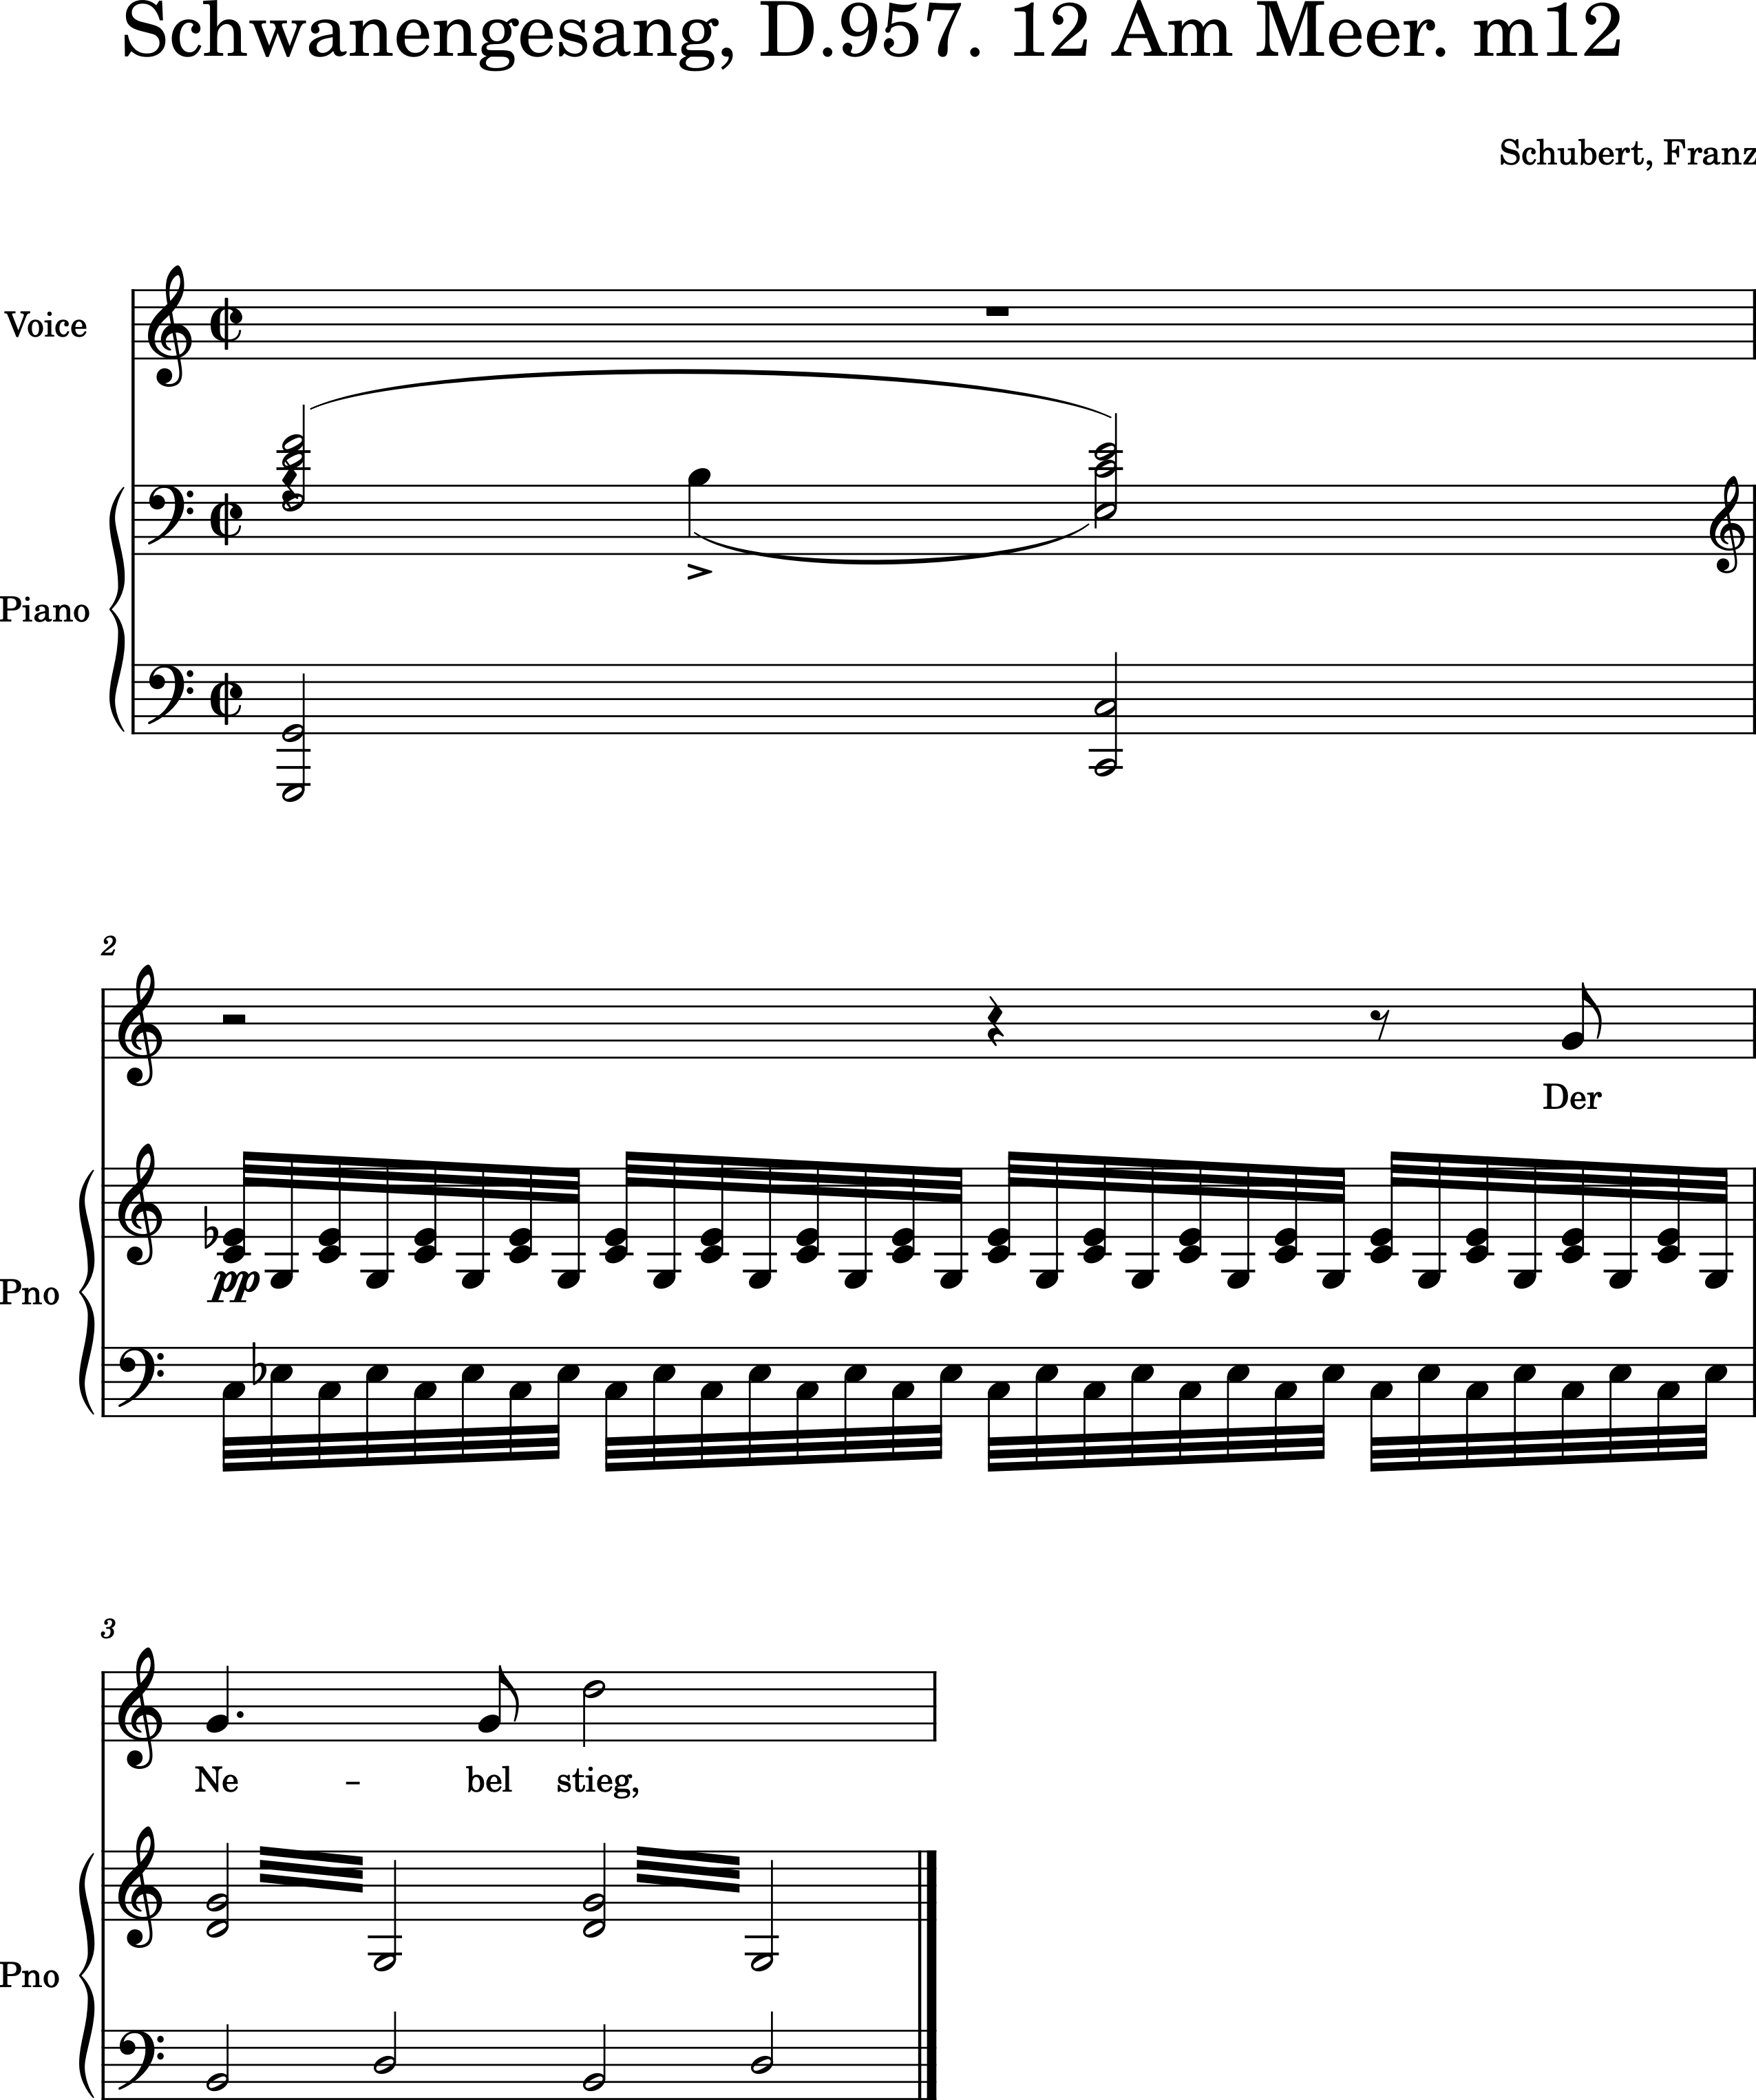 Schwanengesang, D.957. 12 Am Meer. m12
Schubert, Franz
Voice
Piano
2
Der
pp
Pno
3
Ne - bel stieg,
Pno